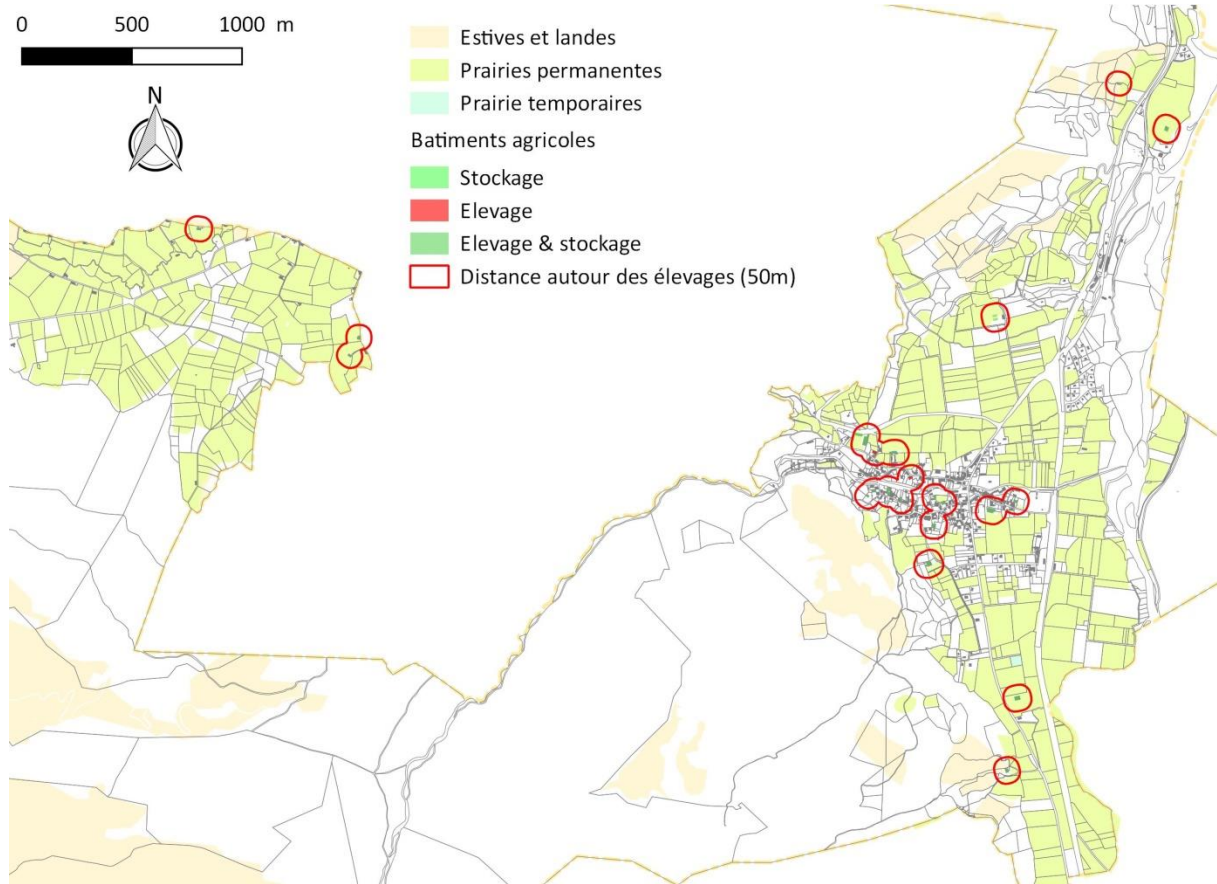 0 500 1000 m
N
Estives et landes
Prairies permanentes
Prairie temporaires
Batiments agricoles
Stockage
Elevage
Elevage & stockage
Distance autour des élevages (50m)